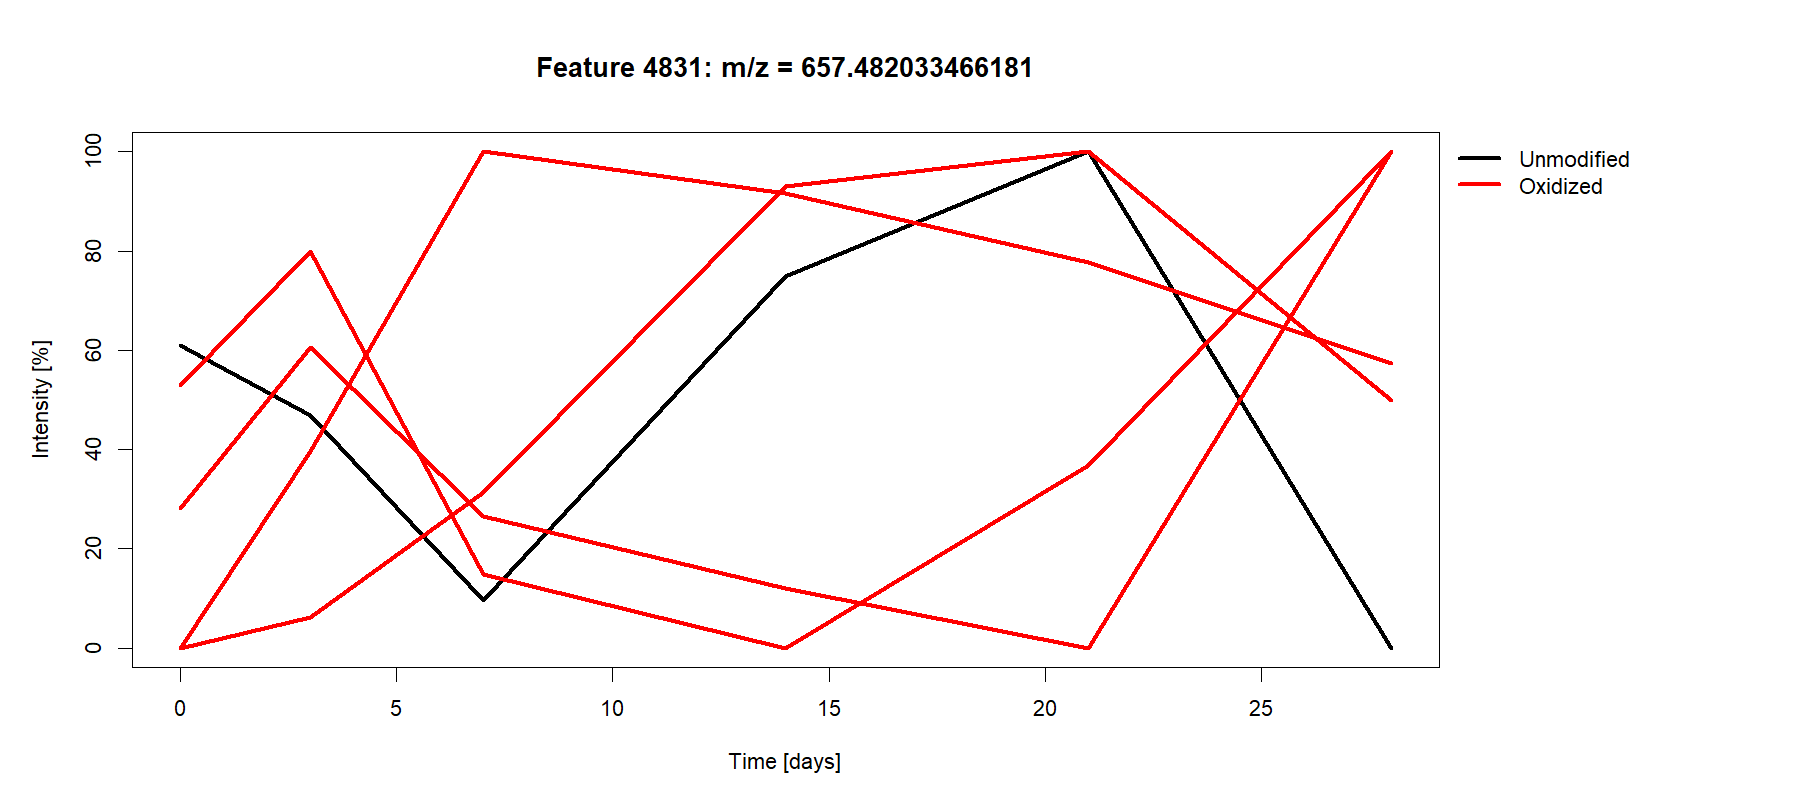 Feature 4831: m/z = 657.482033466181
Unmodified
Oxidized
Intensity [%]
100
80
60
40
20
0
0 5 10 15 20 25
Time [days]